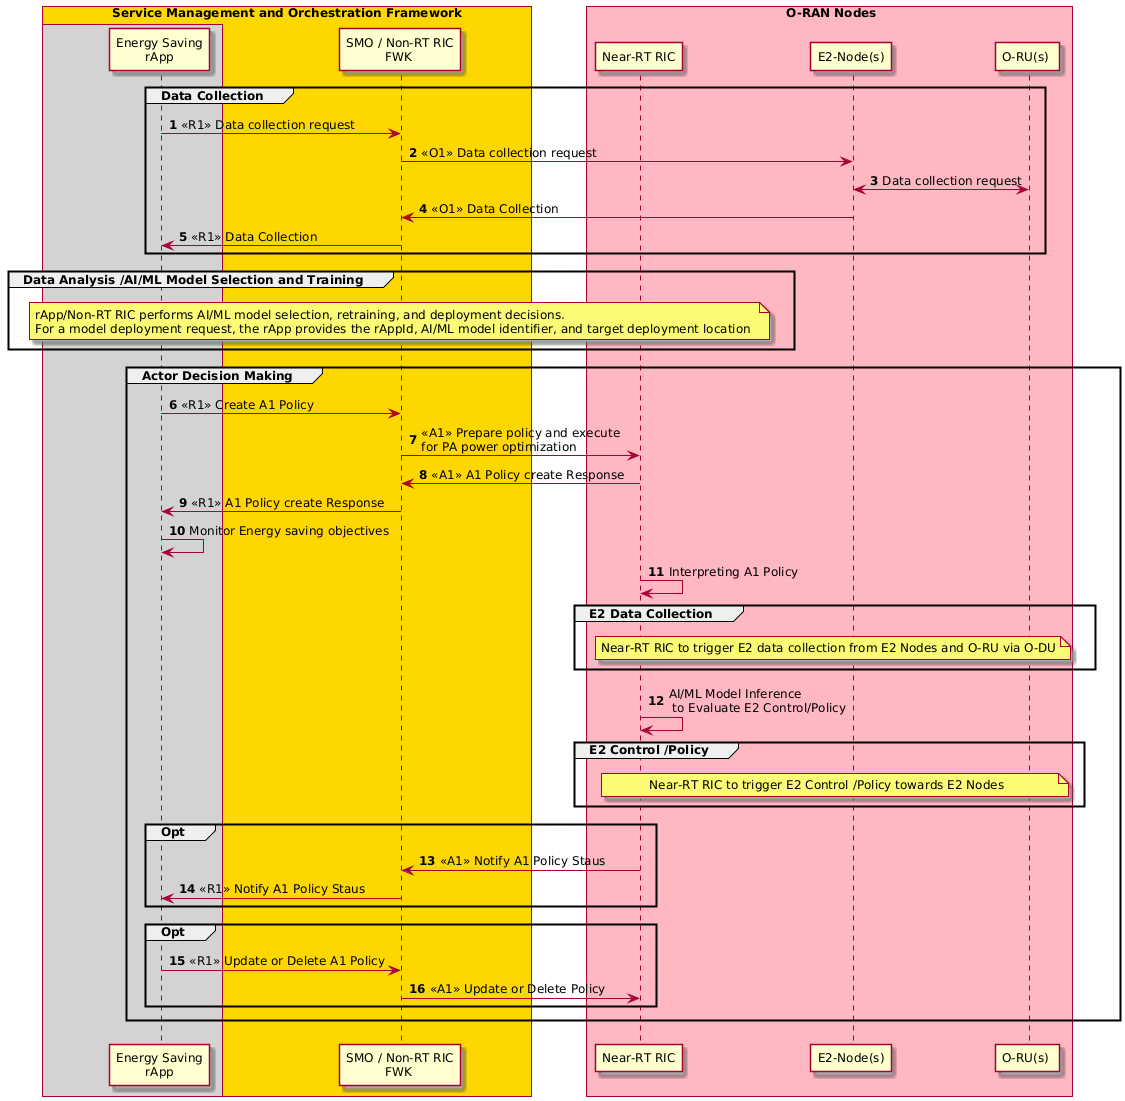 Service Management and Orchestration Framework
O-RAN Nodes
Energy Saving
rApp
SMO / Non-RT RIC
FWK
Near-RT RIC
E2-Node(s)
O-RU(s)
Data Collection
1 «R1» Data collection request
2 «O1» Data collection request
3 Data collection request
4 «O1» Data Collection
5 «R1» Data Collection
Data Analysis /AI/ML Model Selection and Training
rApp/Non-RT RIC performs AI/ML model selection, retraining, and deployment decisions.
For a model deployment request, the rApp provides the rAppId, AI/ML model identifier, and target deployment location
Actor Decision Making
6 «R1» Create A1 Policy
7 «A1» Prepare policy and execute
for PA power optimization
8 «A1» A1 Policy create Response
9 «R1» A1 Policy create Response
10 Monitor Energy saving objectives
11 Interpreting A1 Policy
E2 Data Collection
Near-RT RIC to trigger E2 data collection from E2 Nodes and O-RU via O-DU
12 AI/ML Model Inference
to Evaluate E2 Control/Policy
E2 Control /Policy
Near-RT RIC to trigger E2 Control /Policy towards E2 Nodes
Opt
13 «A1» Notify A1 Policy Staus
14 «R1» Notify A1 Policy Staus
Opt
15 «R1» Update or Delete A1 Policy
16 «A1» Update or Delete Policy
Energy Saving
rApp
SMO / Non-RT RIC
FWK
Near-RT RIC
E2-Node(s)
O-RU(s)